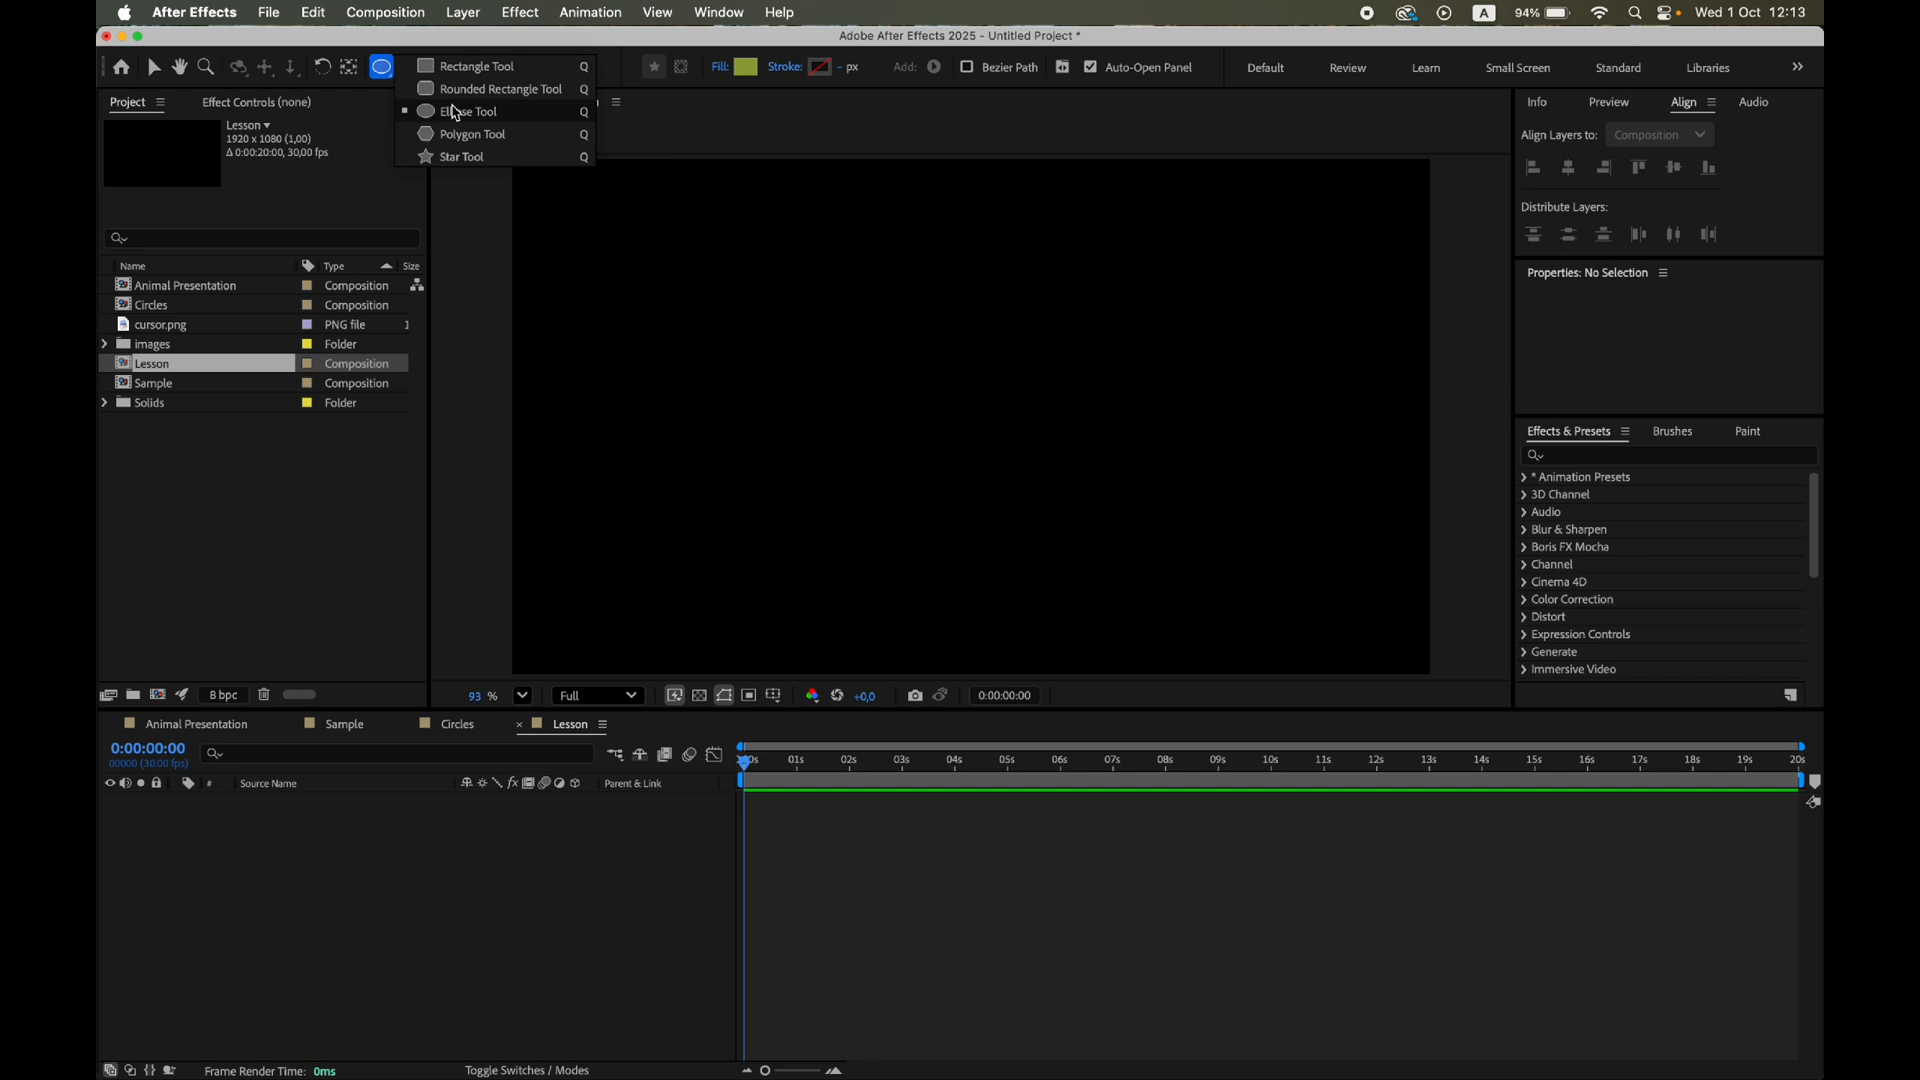 After Effects File Edit Composition Layer Effect Animation View Window Help A 94% Wed 1 Oct 12:13
Adobe After Effects 2025 - Untitled Project *
Fill: Stroke: - px Add: Bezier Path Auto-Open Panel Default Review Learn Small Screen Standard Libraries
Rectangle Tool Q
Rounded Rectangle Tool Q
Ellipse Tool Q
Polygon Tool Q
Star Tool Q
Project Effect Controls (none)
Lesson
1920 x 1080 (1,00)
Δ 0:00:20:00, 30,00 fps
Name Type Size
Animal Presentation Composition
Circles Composition
cursor.png PNG file 1
images Folder
Lesson Composition
Sample Composition
Solids Folder
8 bpc
93 % Full +0,0 0:00:00:00
Info Preview Align Audio
Align Layers to: Composition
Distribute Layers:
Properties: No Selection
Effects & Presets Brushes Paint
* Animation Presets
3D Channel
Audio
Blur & Sharpen
Boris FX Mocha
Channel
Cinema 4D
Color Correction
Distort
Expression Controls
Generate
Immersive Video
Animal Presentation Sample Circles × Lesson
0:00:00:00
00000 (30.00 fps)
01s 02s 03s 04s 05s 06s 07s 08s 09s 10s 11s 12s 13s 14s 15s 16s 17s 18s 19s 20s
# Source Name fx Parent & Link
Frame Render Time: 0ms Toggle Switches / Modes